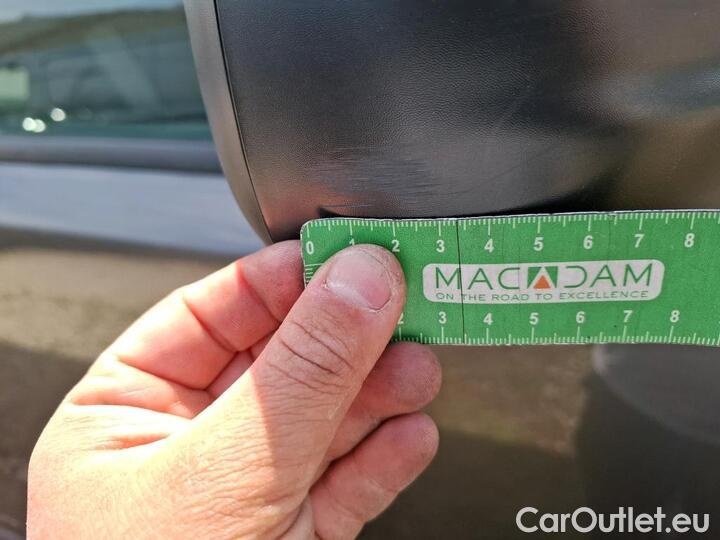 0 1 2 3 4 5 6 7 8
MACADAM
ON THE ROAD TO EXCELLENCE
3 4 5 6 7 8
CarOutlet.eu